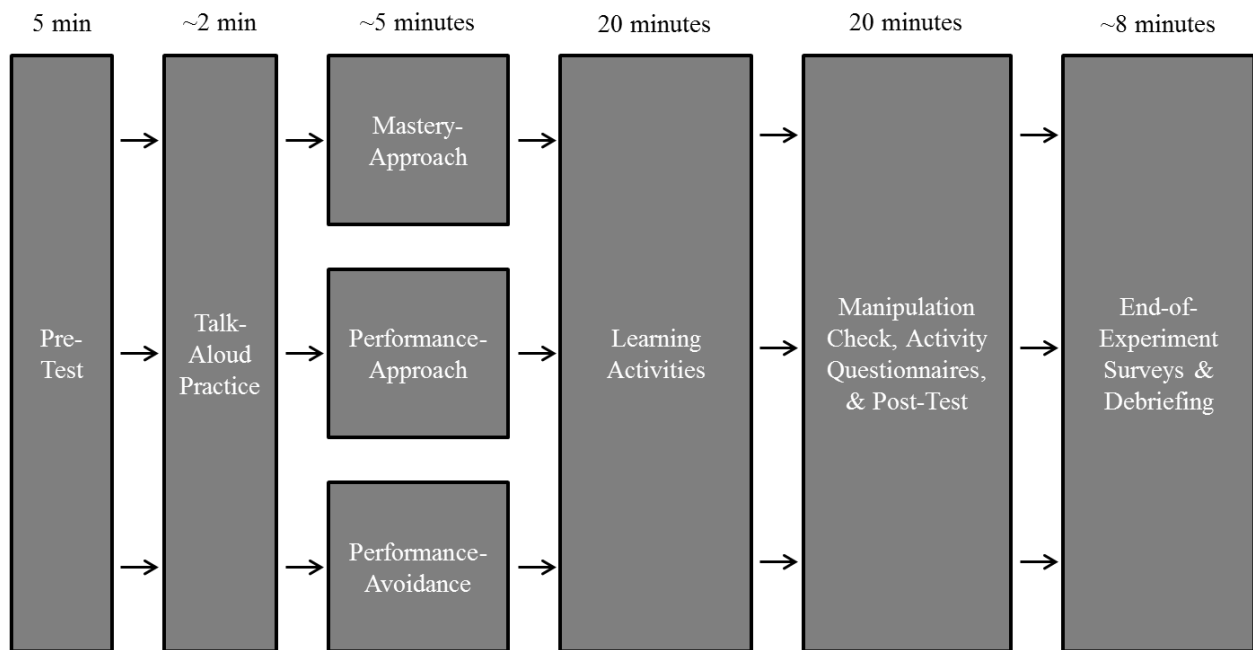 5 min
~2 min
~5 minutes
20 minutes
20 minutes
~8 minutes
Pre-
Test
Talk-
Aloud
Practice
Mastery-
Approach
Performance-
Approach
Performance-
Avoidance
Learning
Activities
Manipulation
Check, Activity
Questionnaires,
& Post-Test
End-of-
Experiment
Surveys &
Debriefing